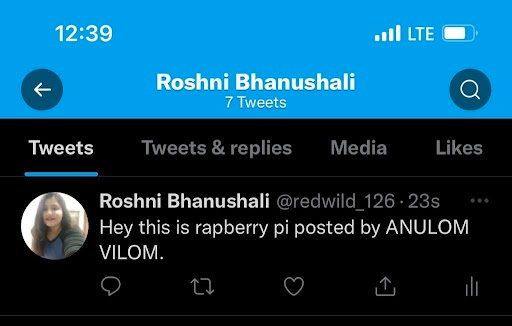 12:39 LTE
Roshni Bhanushali
7 Tweets
Tweets Tweets & replies Media Likes
Roshni Bhanushali @redwild_126 · 23s
Hey this is rapberry pi posted by ANULOM
VILOM.